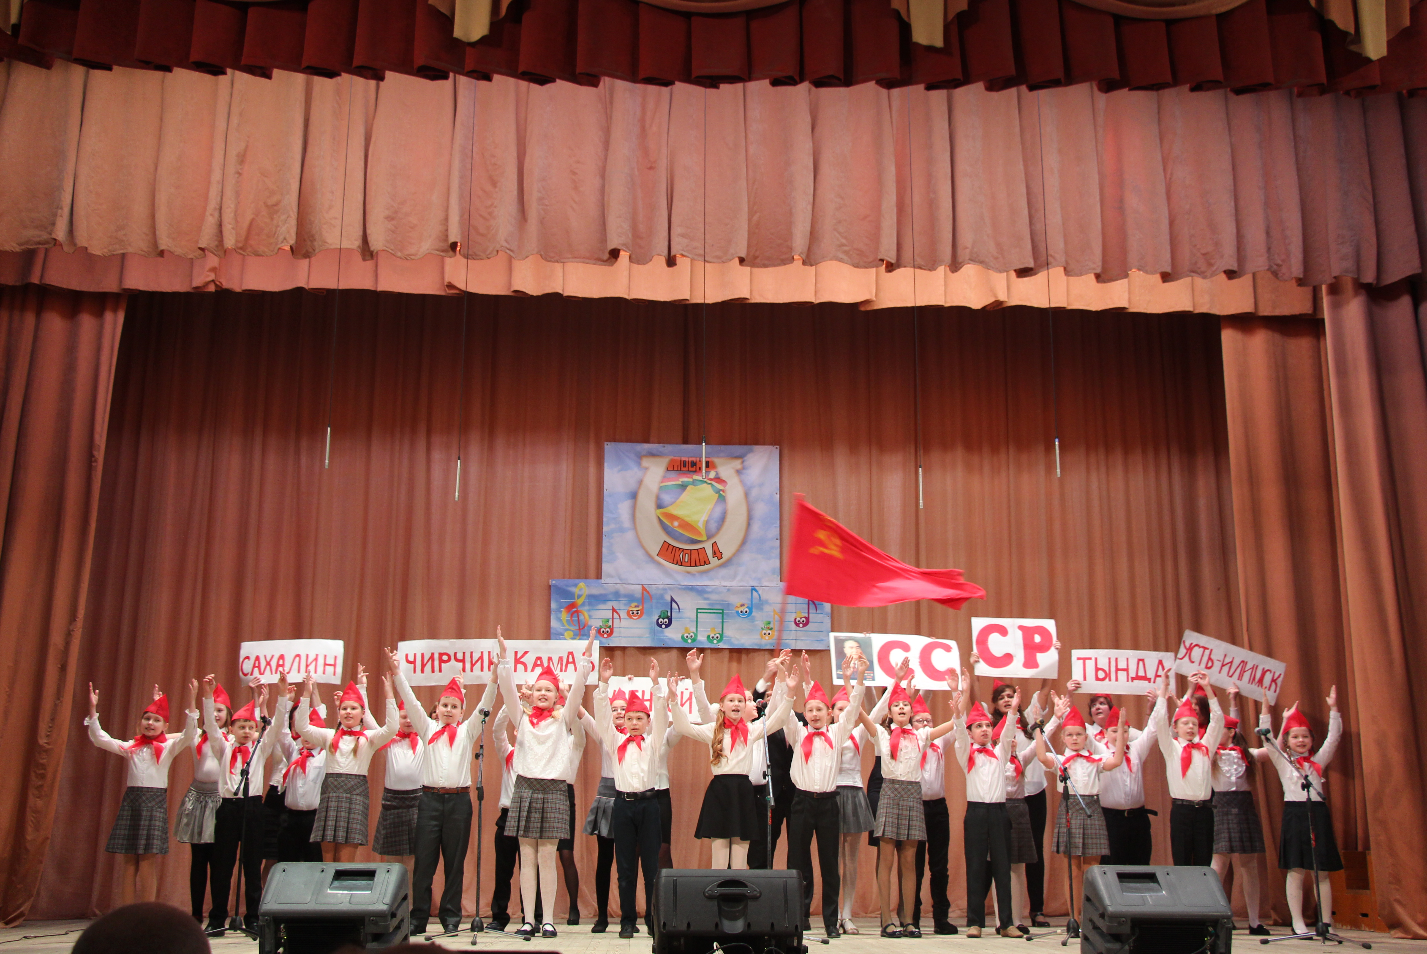 МОСКВА
ШКОЛА 4
САХАЛИН
ЧИРЧИК
КАМАЗ
СС
СР
ТЫНДА
УСТЬ-ИЛИМСК